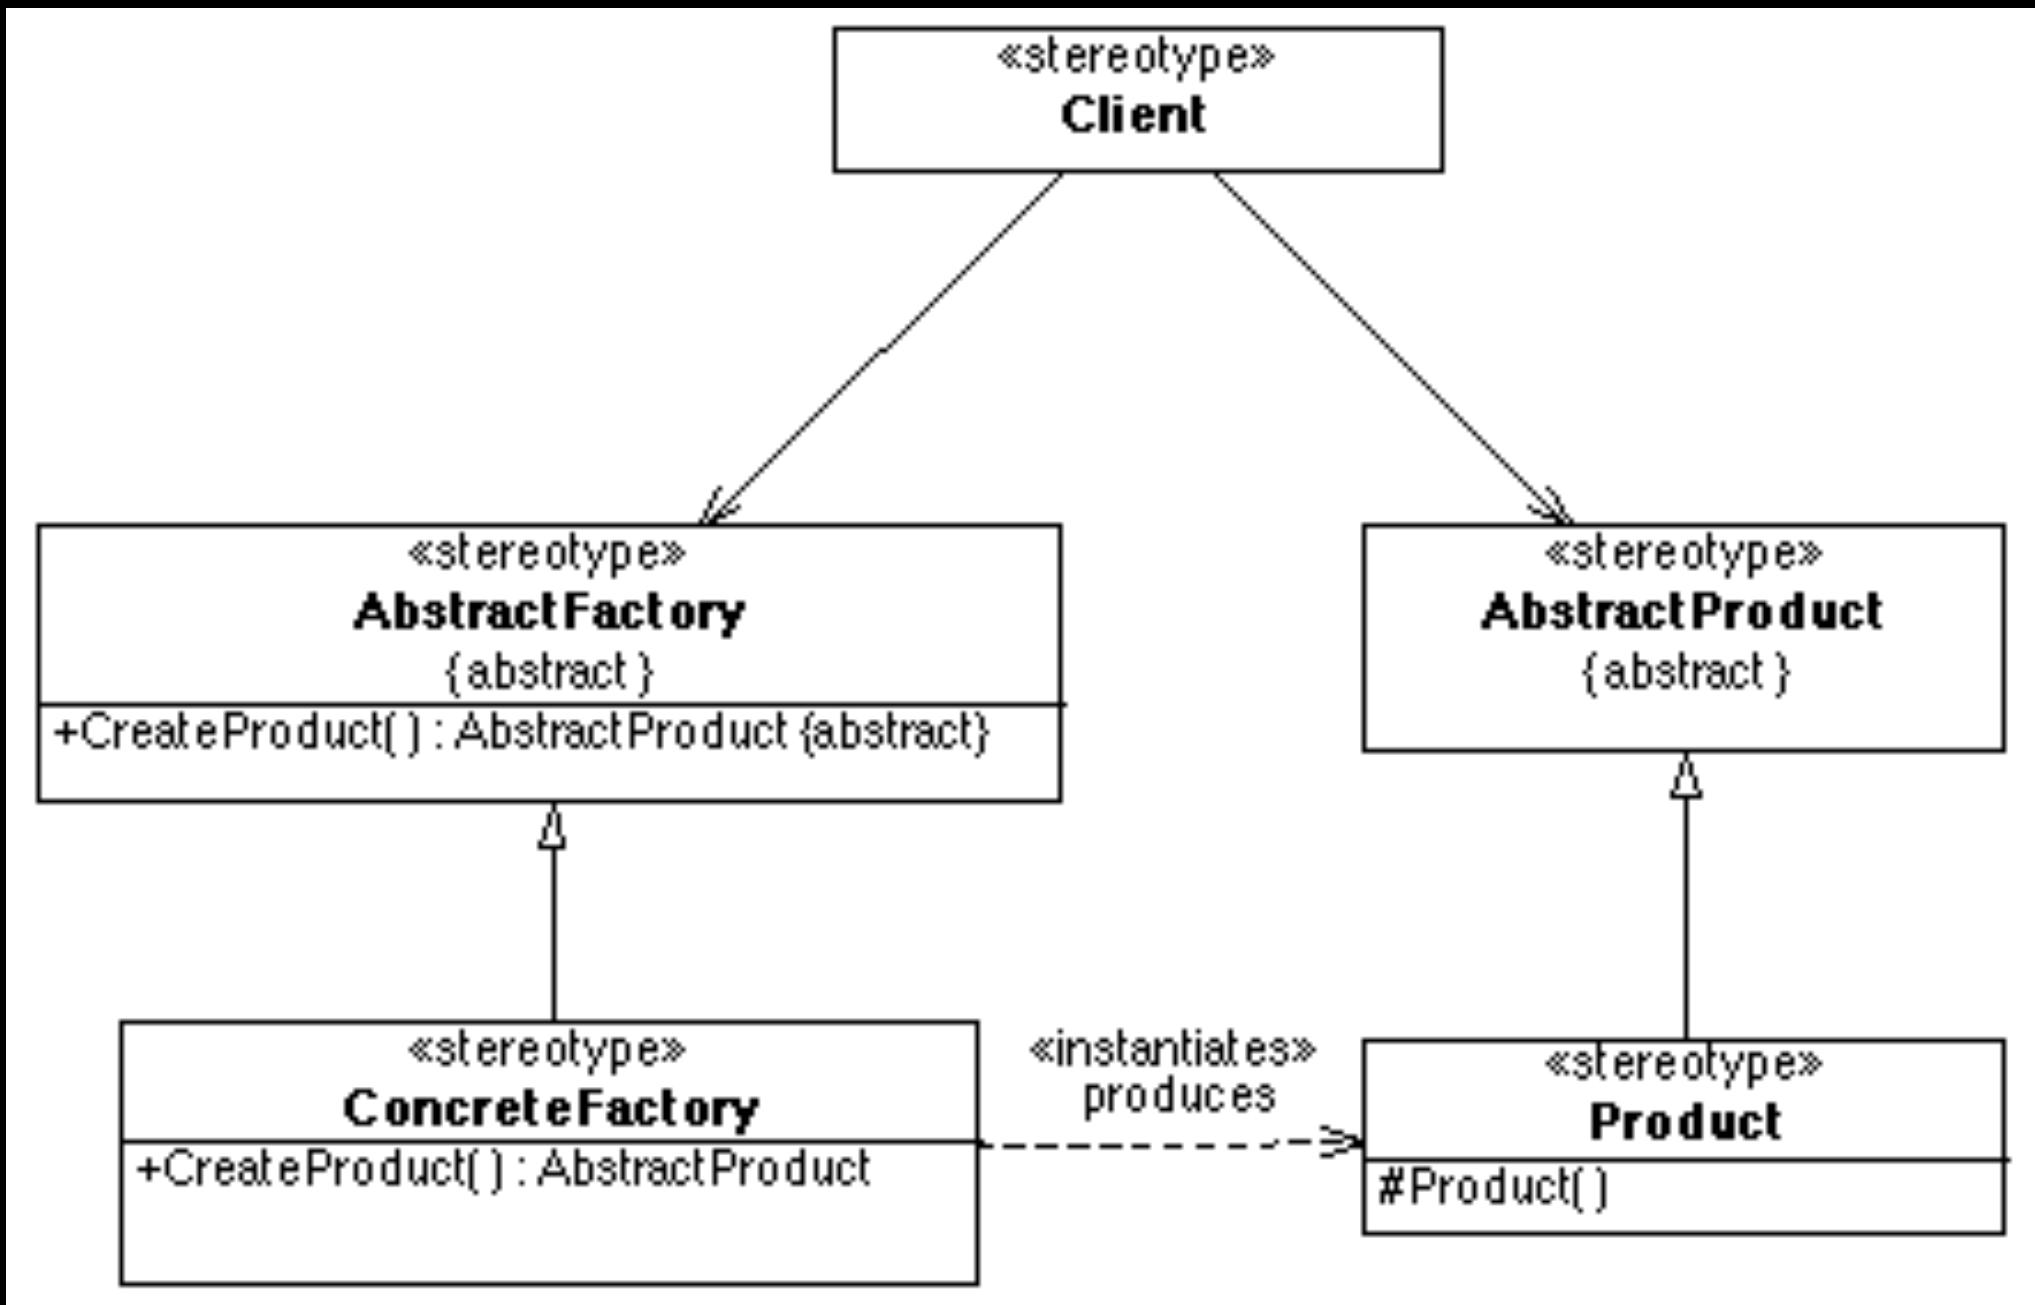 «stereotype»
Client
«stereotype»
AbstractFactory
{abstract}
+CreateProduct() : AbstractProduct {abstract}
«stereotype»
AbstractProduct
{abstract}
«stereotype»
ConcreteFactory
+CreateProduct() : AbstractProduct
«instantiates»
produces
«stereotype»
Product
#Product()